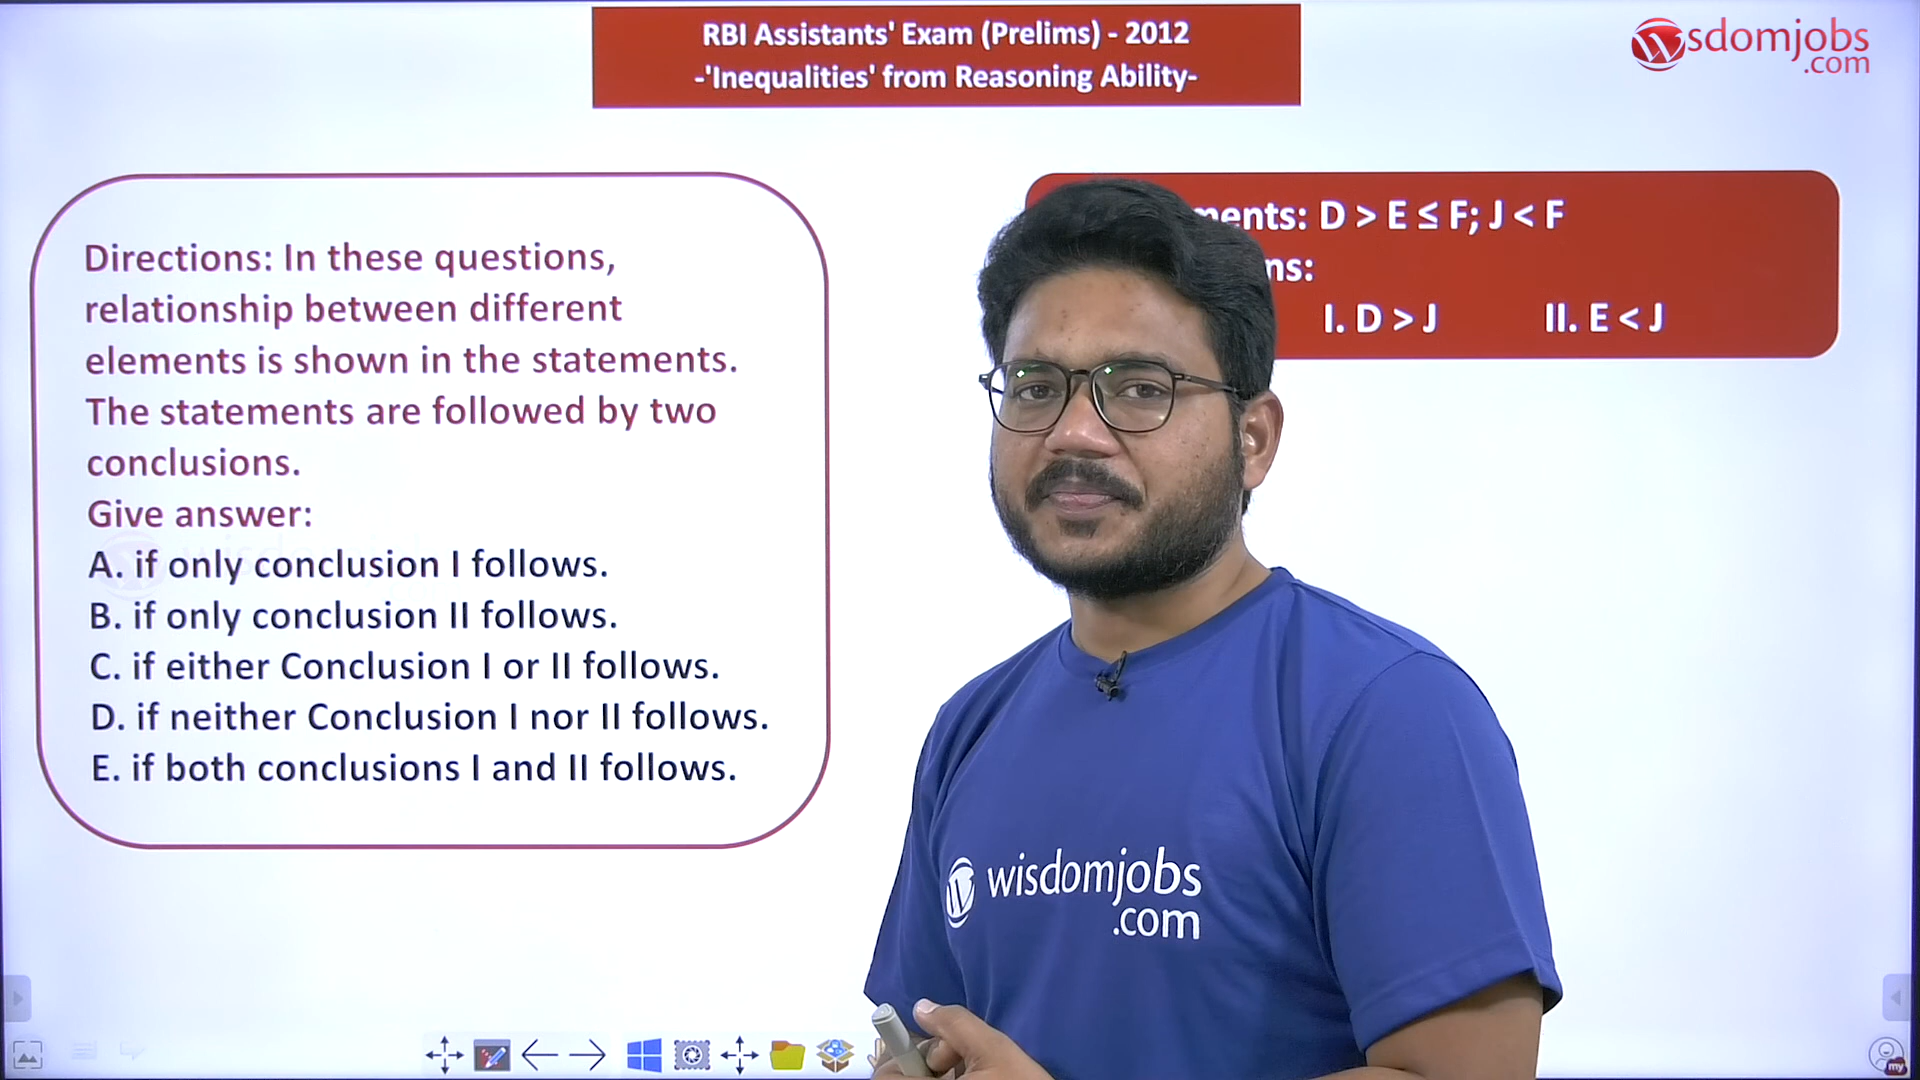 RBI Assistants' Exam (Prelims) - 2012
-'Inequalities' from Reasoning Ability-
sdomjobs
.com
Directions: In these questions,
relationship between different
elements is shown in the statements.
The statements are followed by two
conclusions.
Give answer:
A. if only conclusion I follows.
B. if only conclusion II follows.
C. if either Conclusion I or II follows.
D. if neither Conclusion I nor II follows.
E. if both conclusions I and II follows.
ments: D > E ≤ F; J < F
ns:
I. D > J II. E < J
wisdomjobs
.com
my